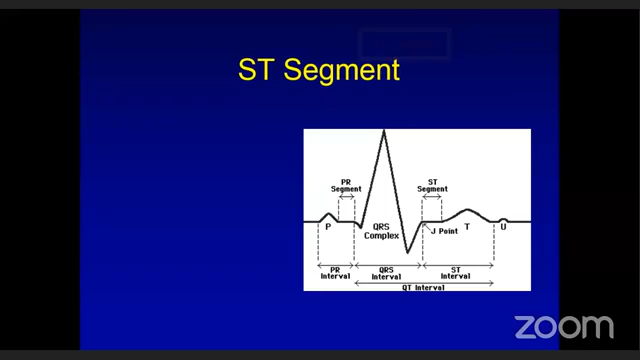 ST Segment
PR
Segment
ST
Segment
P
QRS
Complex
J Point
T
U
PR
Interval
QRS
Interval
ST
Interval
QT Interval
zoom